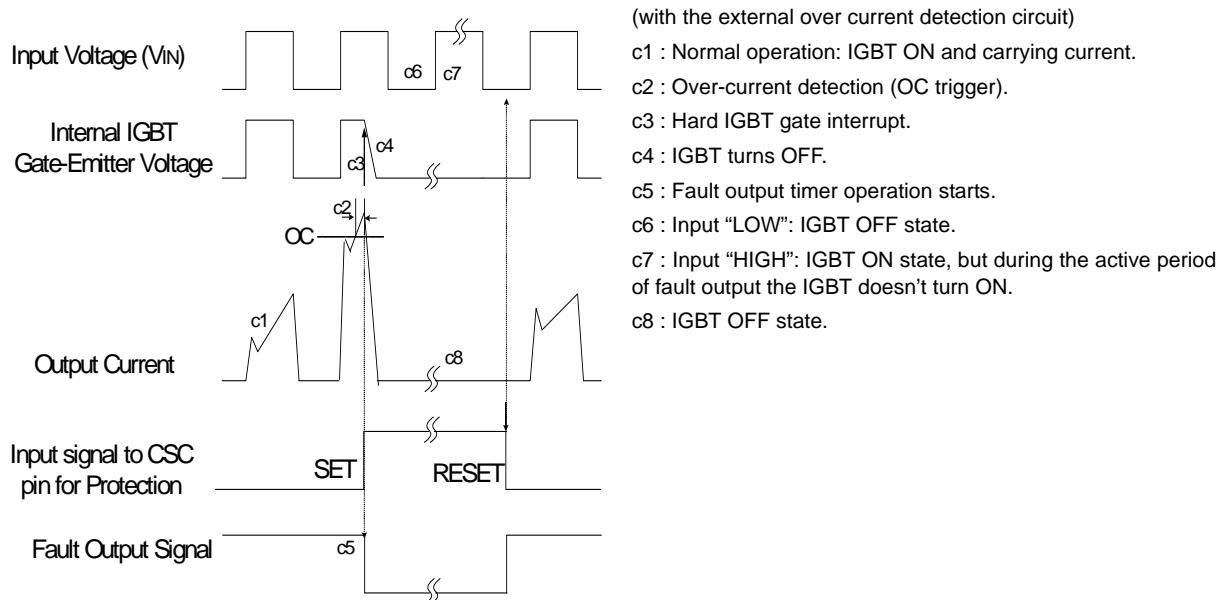 Input Voltage (VIN)
c6
c7
Internal IGBT
Gate-Emitter Voltage
c3
c4
c2
OC
c1
Output Current
c8
Input signal to CSC
pin for Protection
SET
RESET
Fault Output Signal
c5
(with the external over current detection circuit)
c1 : Normal operation: IGBT ON and carrying current.
c2 : Over-current detection (OC trigger).
c3 : Hard IGBT gate interrupt.
c4 : IGBT turns OFF.
c5 : Fault output timer operation starts.
c6 : Input “LOW”: IGBT OFF state.
c7 : Input “HIGH”: IGBT ON state, but during the active period
of fault output the IGBT doesn’t turn ON.
c8 : IGBT OFF state.